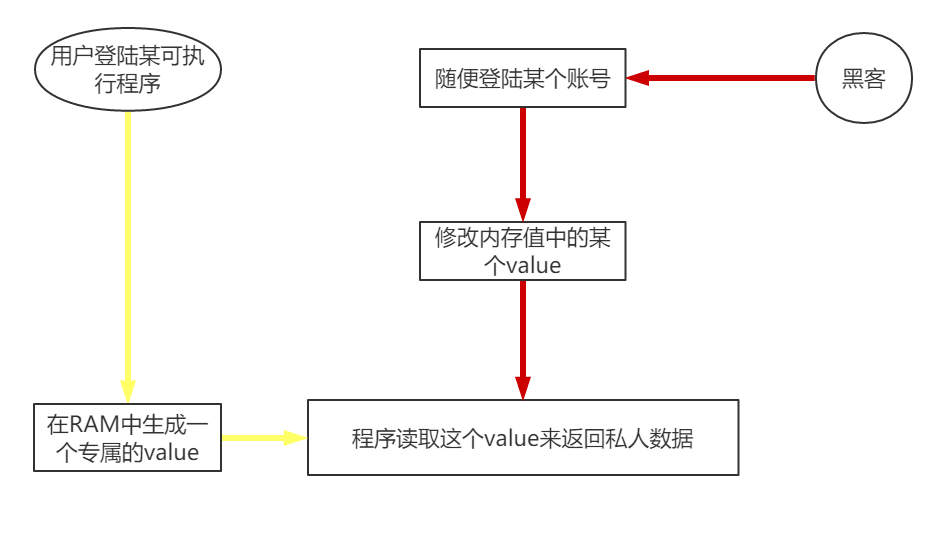 用户登陆某可执
行程序
随便登陆某个账号
黑客
修改内存值中的某
个value
在RAM中生成一
个专属的value
程序读取这个value来返回私人数据